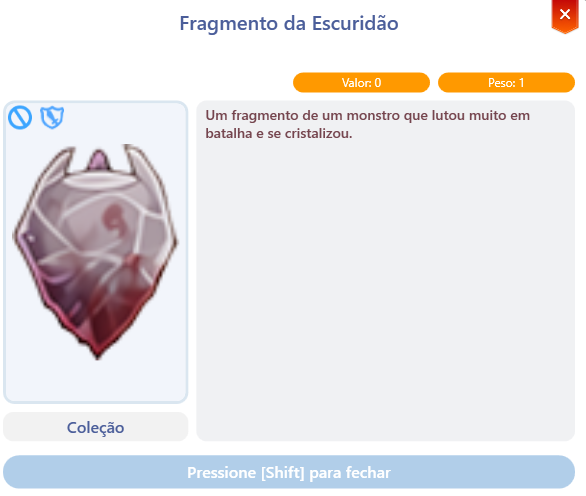 Fragmento da Escuridão
Valor: 0
Peso: 1
Um fragmento de um monstro que lutou muito em
batalha e se cristalizou.
Coleção
Pressione [Shift] para fechar